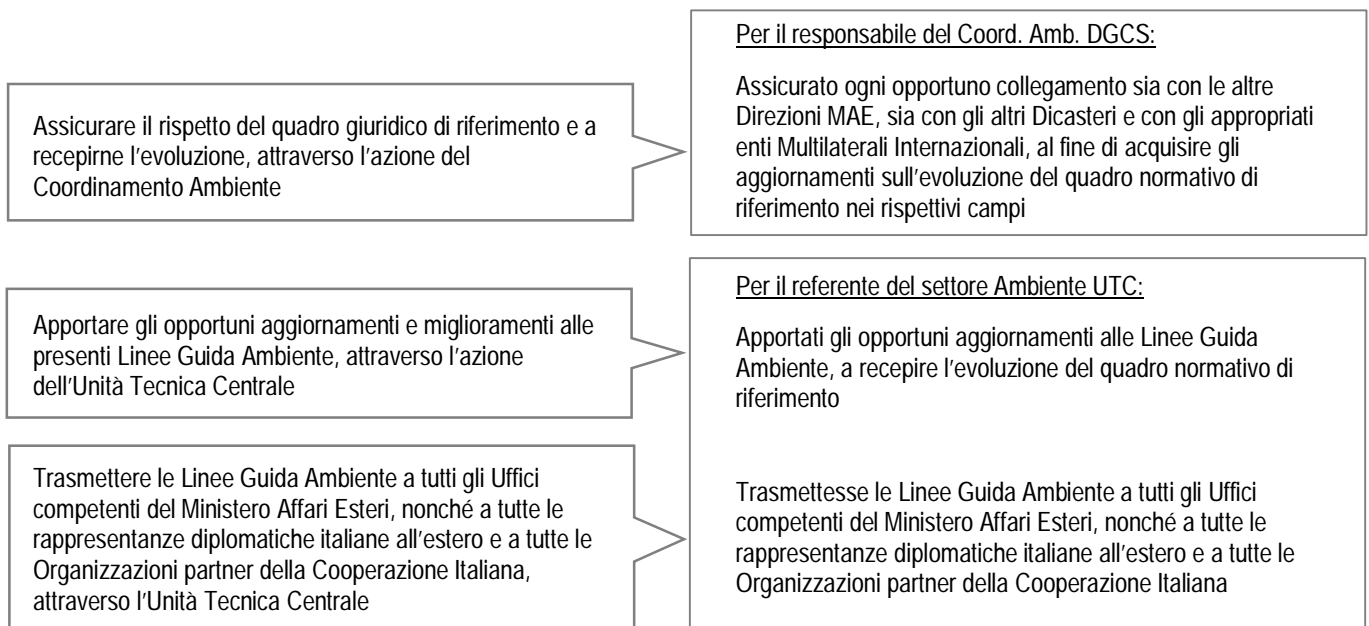 Assicurare il rispetto del quadro giuridico di riferimento e a
recepirne l'evoluzione, attraverso l'azione del
Coordinamento Ambiente
Per il responsabile del Coord. Amb. DGCS:
Assicurato ogni opportuno collegamento sia con le altre
Direzioni MAE, sia con gli altri Dicasteri e con gli appropriati
enti Multilaterali Internazionali, al fine di acquisire gli
aggiornamenti sull'evoluzione del quadro normativo di
riferimento nei rispettivi campi
Apportare gli opportuni aggiornamenti e miglioramenti alle
presenti Linee Guida Ambiente, attraverso l'azione
dell'Unità Tecnica Centrale
Per il referente del settore Ambiente UTC:
Apportati gli opportuni aggiornamenti alle Linee Guida
Ambiente, a recepire l'evoluzione del quadro normativo di
riferimento
Trasmettere le Linee Guida Ambiente a tutti gli Uffici
competenti del Ministero Affari Esteri, nonché a tutte le
rappresentanze diplomatiche italiane all'estero e a tutte le
Organizzazioni partner della Cooperazione Italiana,
attraverso l'Unità Tecnica Centrale
Trasmettesse le Linee Guida Ambiente a tutti gli Uffici
competenti del Ministero Affari Esteri, nonché a tutte le
rappresentanze diplomatiche italiane all'estero e a tutte le
Organizzazioni partner della Cooperazione Italiana